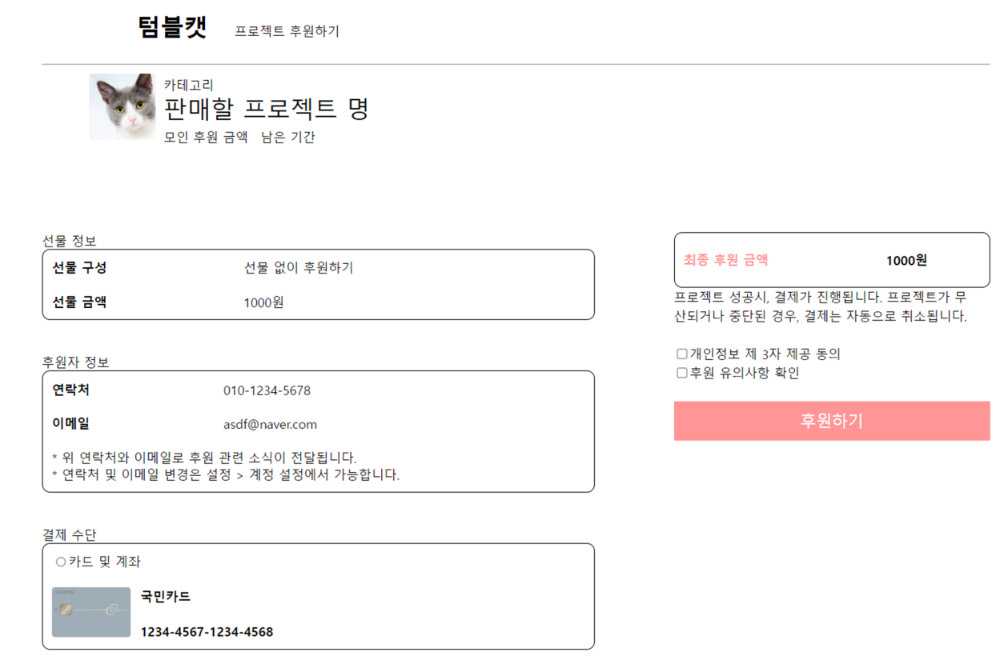 텀블캣 프로젝트 후원하기
카테고리
판매할 프로젝트 명
모인 후원 금액 남은 기간
선물 정보
선물 구성 선물 없이 후원하기
선물 금액 1000원
후원자 정보
연락처 010-1234-5678
이메일 asdf@naver.com
* 위 연락처와 이메일로 후원 관련 소식이 전달됩니다.
* 연락처 및 이메일 변경은 설정 > 계정 설정에서 가능합니다.
결제 수단
카드 및 계좌
국민카드
1234-4567-1234-4568
최종 후원 금액 1000원
프로젝트 성공시, 결제가 진행됩니다. 프로젝트가 무
산되거나 중단된 경우, 결제는 자동으로 취소됩니다.
개인정보 제 3자 제공 동의
후원 유의사항 확인
후원하기